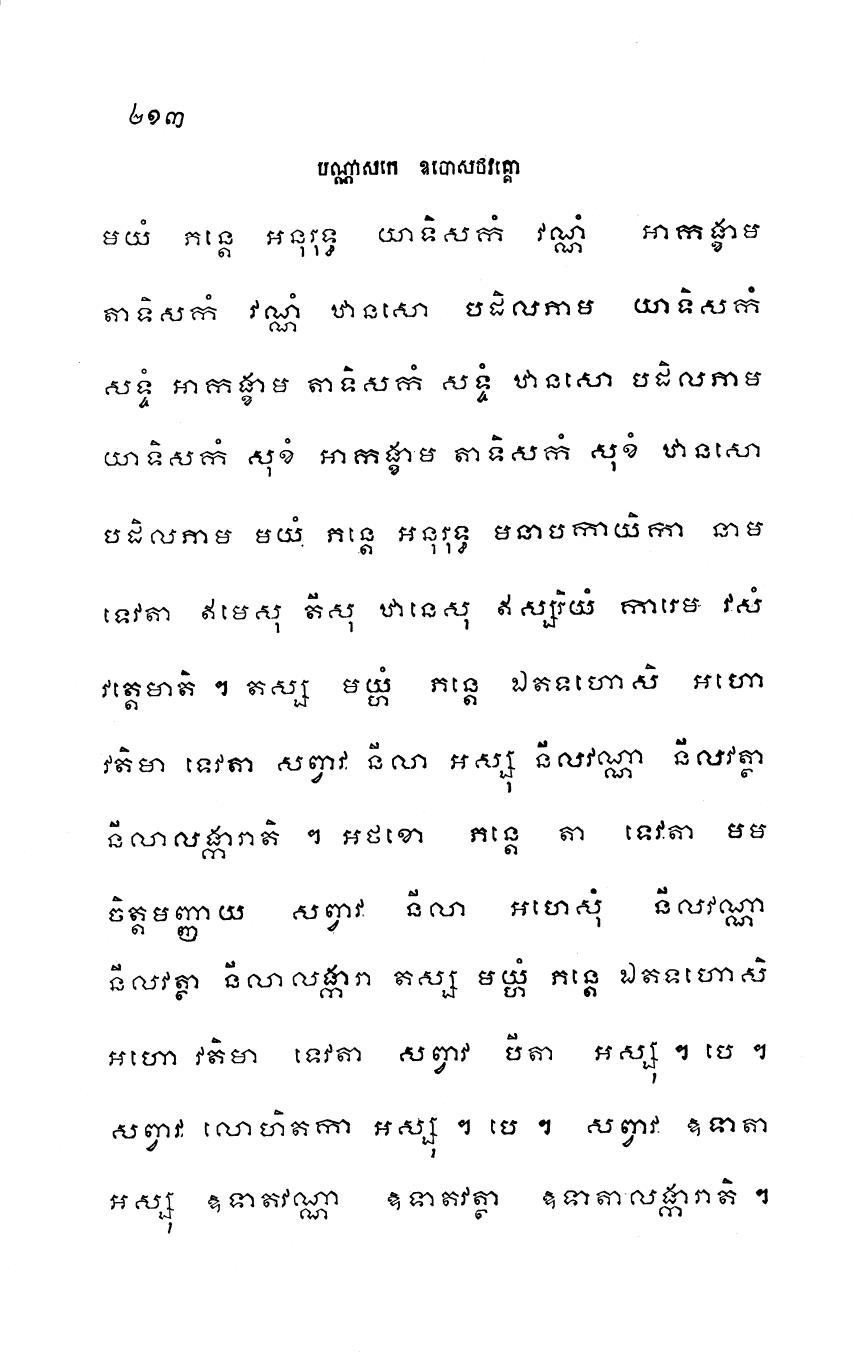 ២១៣
បណ្ណាសកេ ឧបោសថវគ្គោ
មយំ ភន្តេ អនុរុទ្ធ យាទិសកំ វណ្ណំ អាកង្ខាម
តាទិសកំ វណ្ណំ ឋានសោ បដិលភាម យាទិសកំ
សទ្ទំ អាកង្ខាម តាទិសកំ សទ្ទំ ឋានសោ បដិលភាម
យាទិសកំ សុខំ អាកង្ខាម តាទិសកំ សុខំ ឋានសោ
បដិលភាម មយំ ភន្តេ អនុរុទ្ធ មនាបកាយិកា នាម
ទេវតា ឥមេសុ តីសុ ឋានេសុ ឥស្សរិយំ ការេម វសំ
វត្តេមាតិ ។ តស្ស មយ្ហំ ភន្តេ ឯតទហោសិ អហោ
វតិមា ទេវតា សព្វាវ នីលា អស្សុ នីលវណ្ណា នីលវត្ថា
នីលាលង្ការាតិ ។ អថខោ ភន្តេ តា ទេវតា មម
ចិត្តមញ្ញាយ សព្វាវ នីលា អហេសុំ នីលវណ្ណា
នីលវត្ថា នីលាលង្ការា តស្ស មយ្ហំ ភន្តេ ឯតទហោសិ
អហោ វតិមា ទេវតា សព្វាវ បីតា អស្សុ ។ បេ ។
សព្វាវ លោហិតកា អស្សុ ។ បេ ។ សព្វាវ ឱទាតា
អស្សុ ឱទាតវណ្ណា ឱទាតវត្ថា ឱទាតាលង្ការាតិ ។